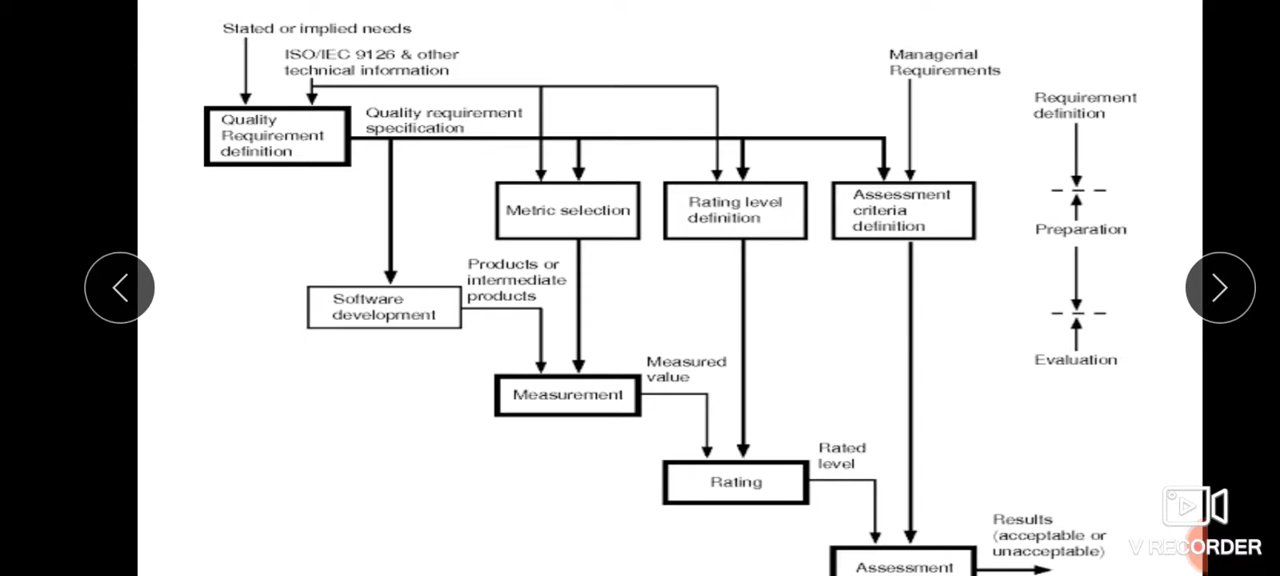 Stated or implied needs
ISO/IEC 9126 & other
technical information
Managerial
Requirements
Requirement
definition
Quality
Requirement
definition
Quality requirement
specification
Metric selection
Rating level
definition
Assessment
criteria
definition
Preparation
Products or
intermediate
products
Software
development
Evaluation
Measured
value
Measurement
Rated
level
Rating
Results
(acceptable or
unacceptable)
Assessment
V RECORDER